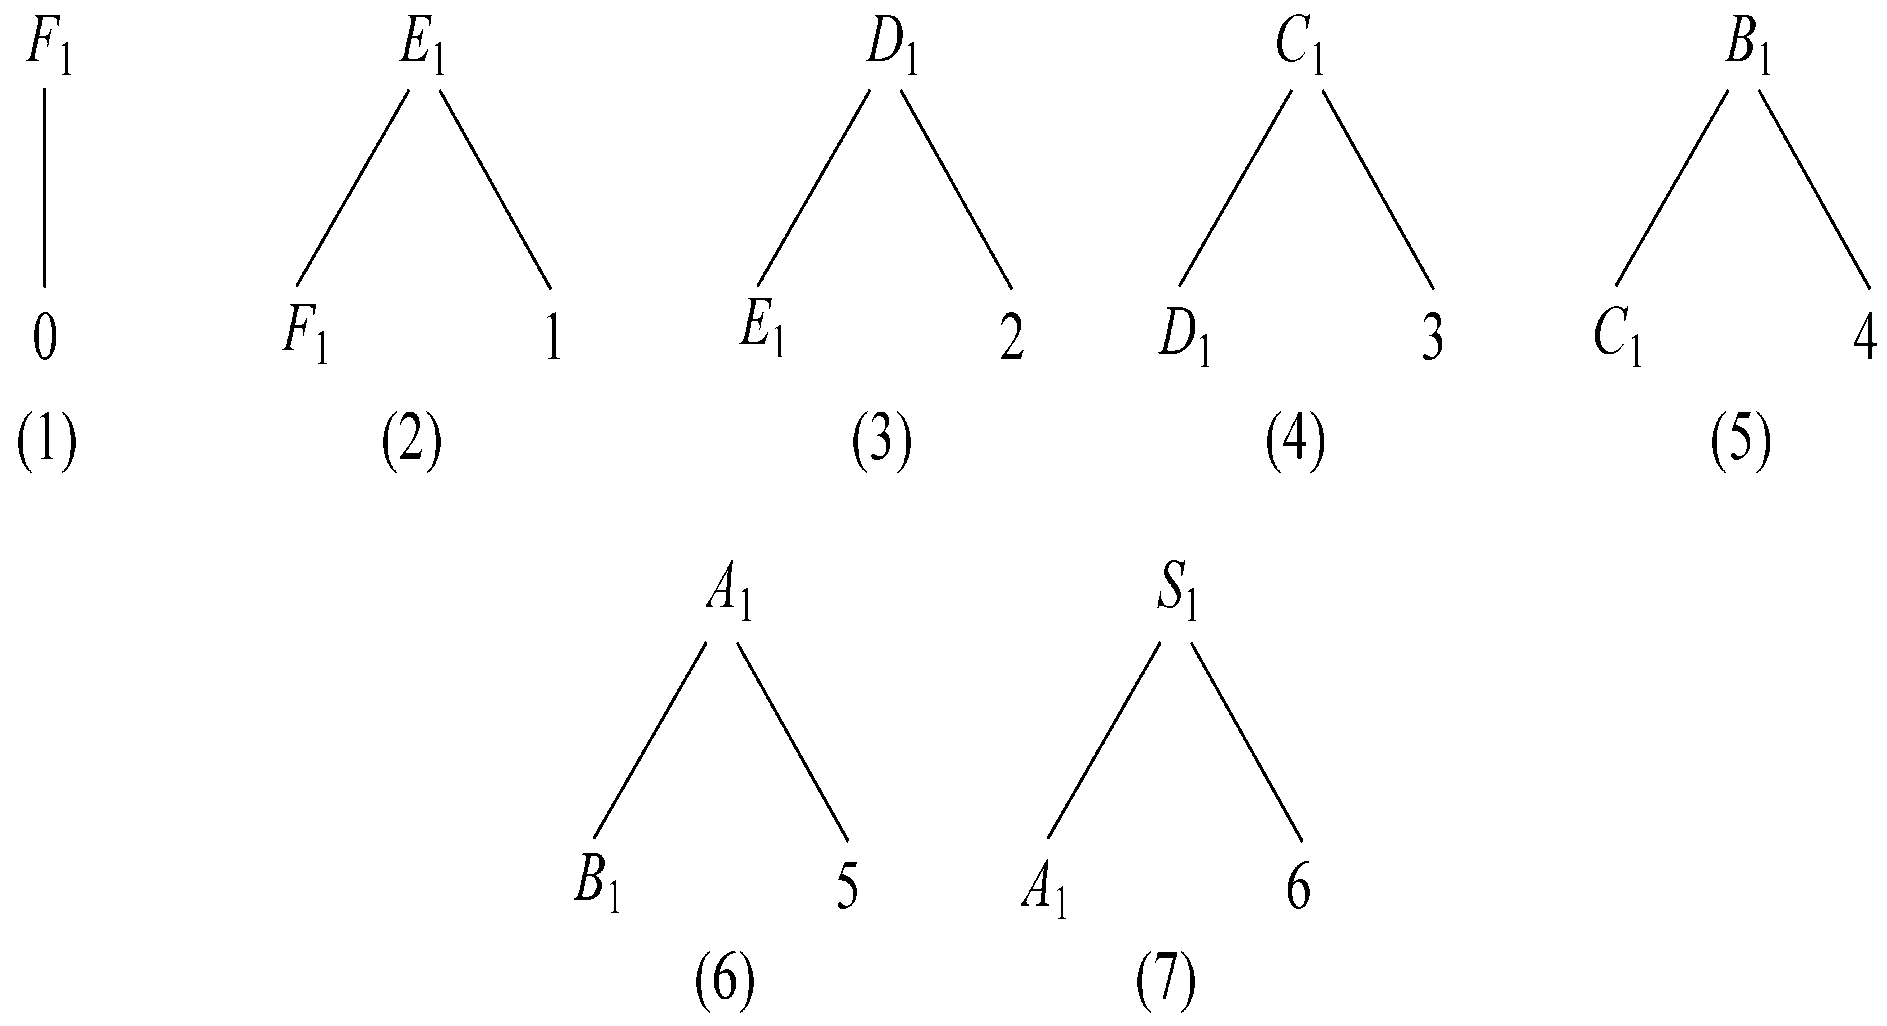 F₁ E₁ D₁ C₁ B₁
0 F₁ 1 E₁ 2 D₁ 3 C₁ 4
(1) (2) (3) (4) (5)
A₁ S₁
B₁ 5 A₁ 6
(6) (7)